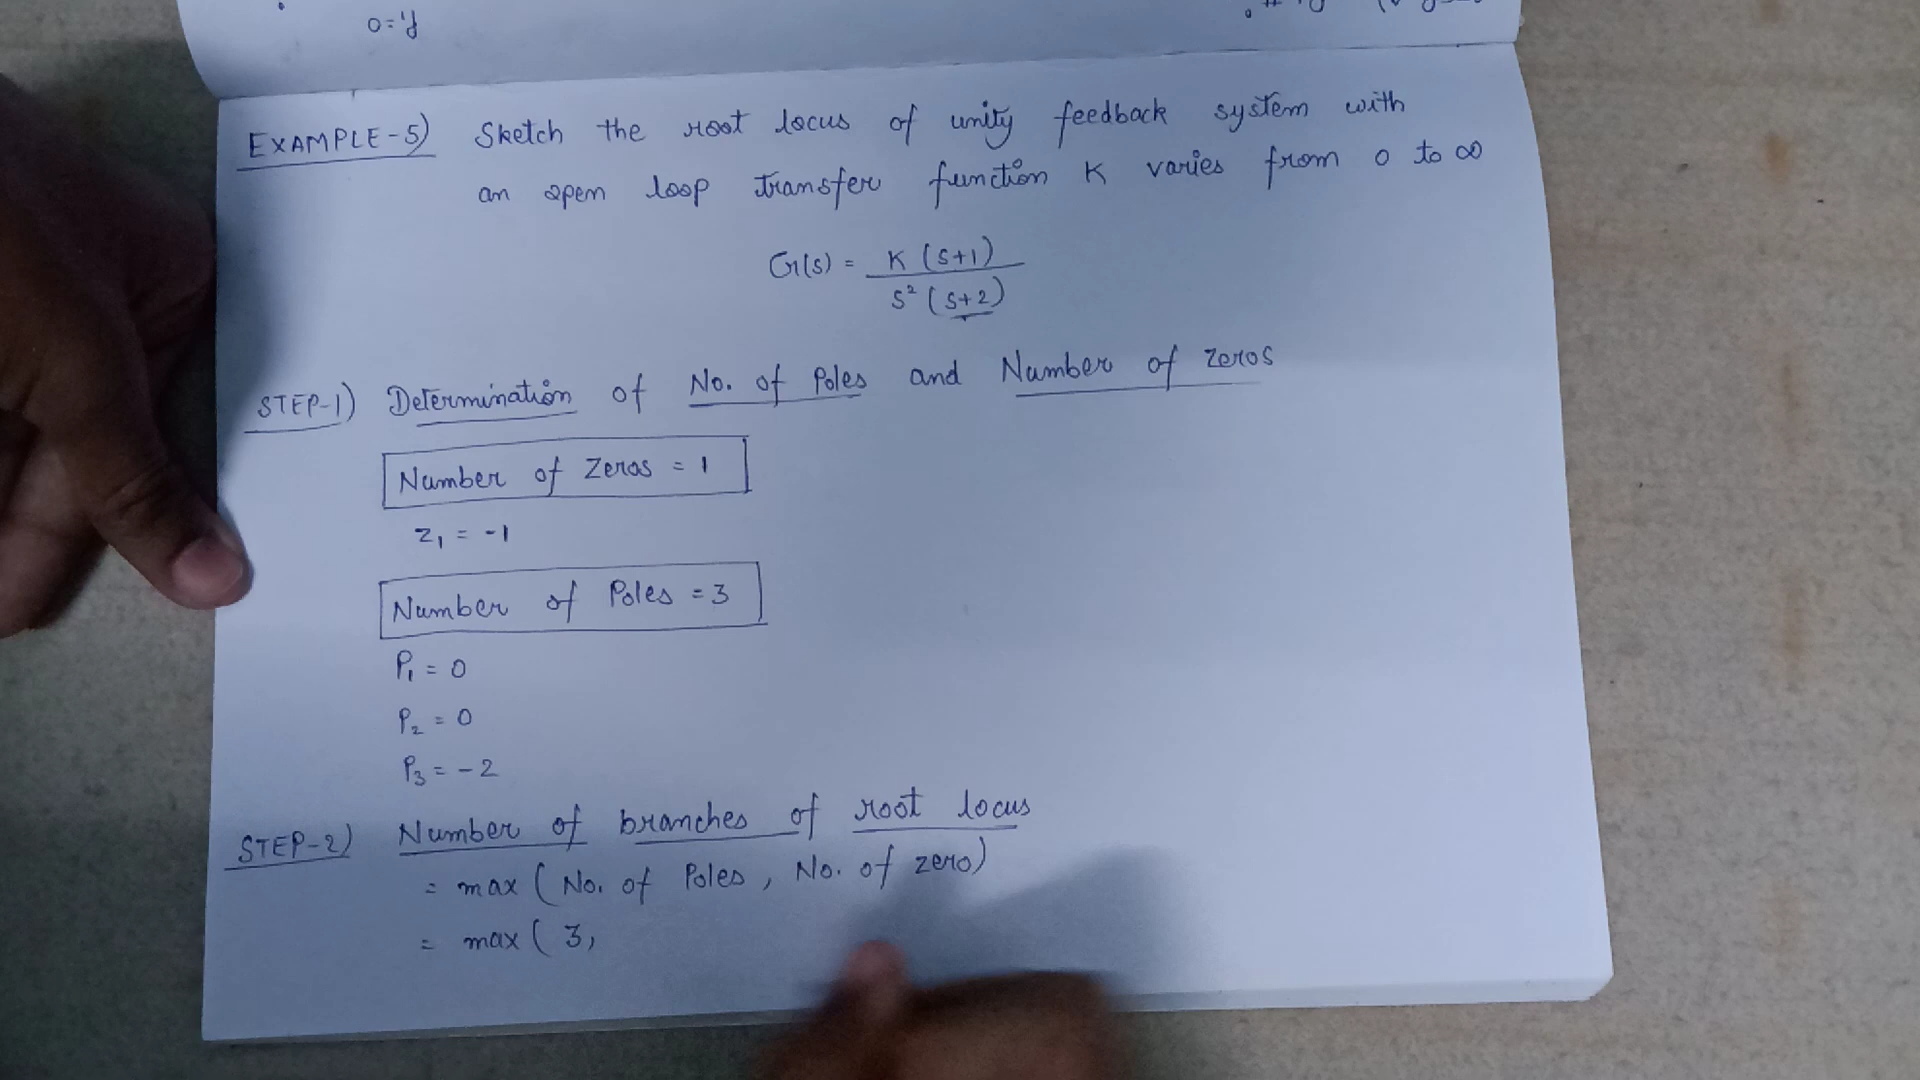 EXAMPLE-5) Sketch the root locus of unity feedback system with
an open loop transfer function K varies from 0 to ∞
G(s) = K (s+1)
s² (s+2)
STEP-1) Determination of No. of Poles and Number of zeros
Number of Zeros = 1
z₁ = -1
Number of Poles = 3
P₁ = 0
P₂ = 0
P₃ = -2
STEP-2) Number of branches of root locus
= max (No. of Poles, No. of zero)
= max ( 3,